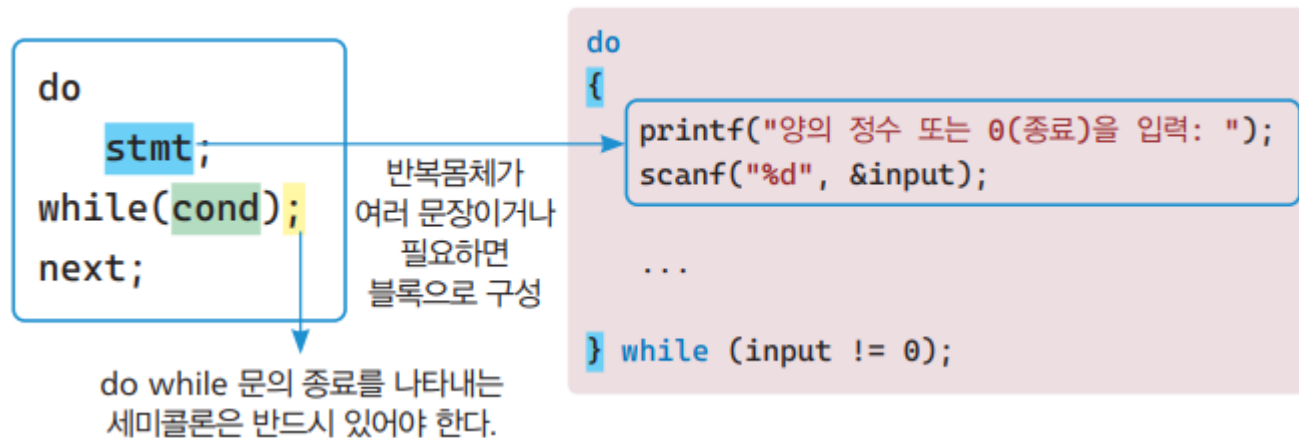 do
stmt;
while(cond);
next;
반복몸체가
여러 문장이거나
필요하면
블록으로 구성
do while 문의 종료를 나타내는
세미콜론은 반드시 있어야 한다.
do
{
printf("양의 정수 또는 0(종료)을 입력: ");
scanf("%d", &input);
...
} while (input != 0);